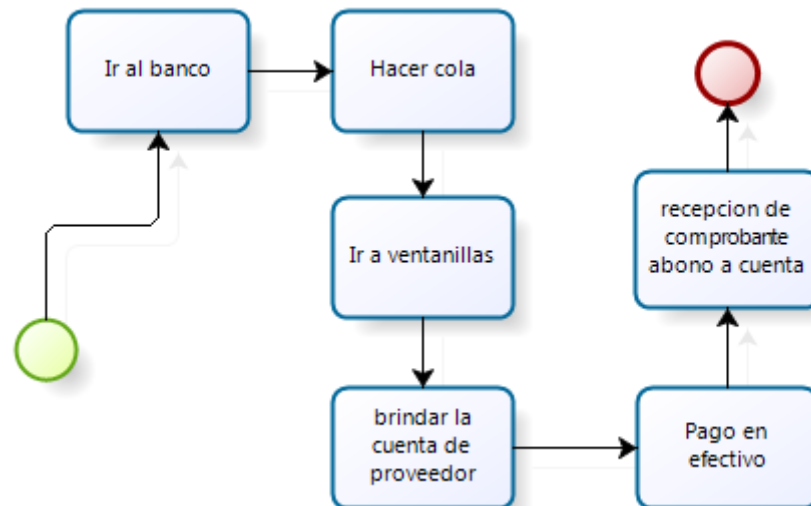 Ir al banco
Hacer cola
Ir a ventanillas
brindar la
cuenta de
proveedor
Pago en
efectivo
recepcion de
comprobante
abono a cuenta